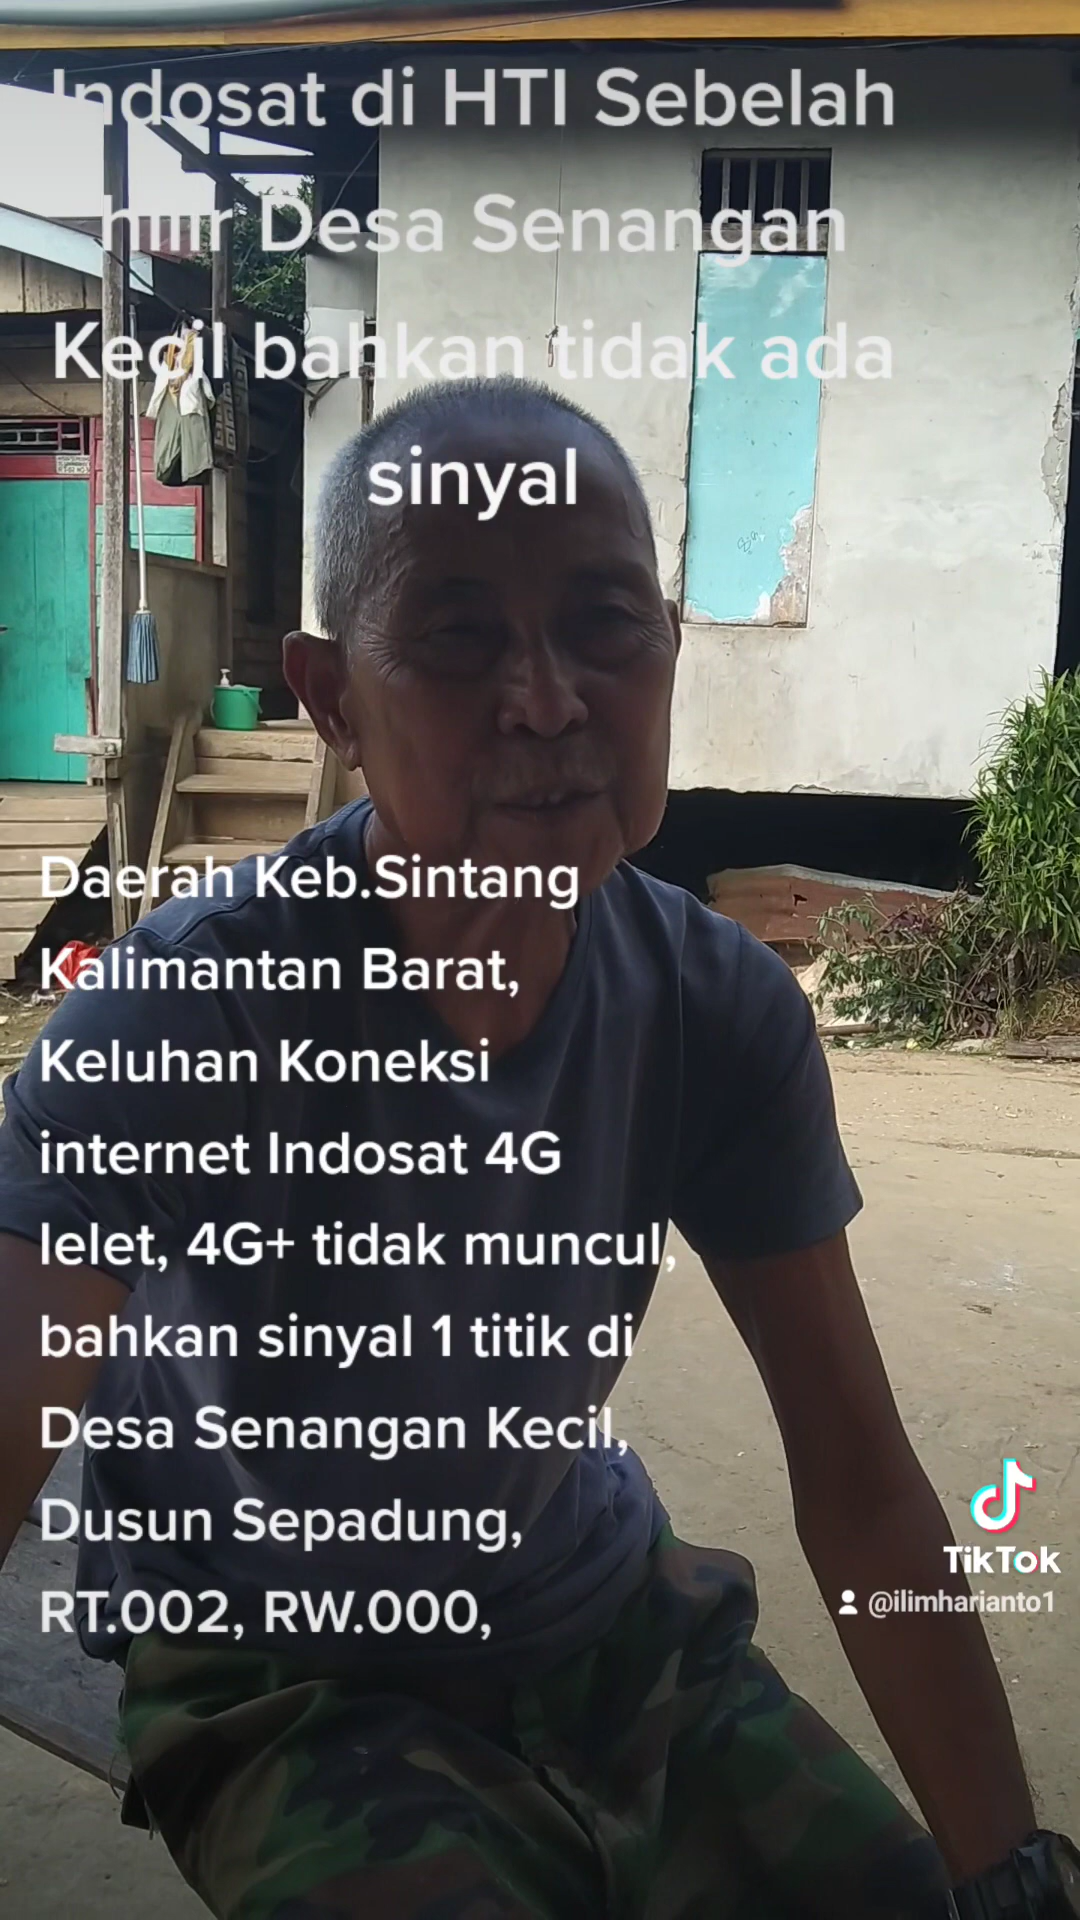 Indosat di HTI Sebelah
hilir Desa Senangan
Kecil bahkan tidak ada
sinyal
Daerah Keb.Sintang
Kalimantan Barat,
Keluhan Koneksi
internet Indosat 4G
lelet, 4G+ tidak muncul,
bahkan sinyal 1 titik di
Desa Senangan Kecil,
Dusun Sepadung,
RT.002, RW.000,
TikTok
@ilimharianto1